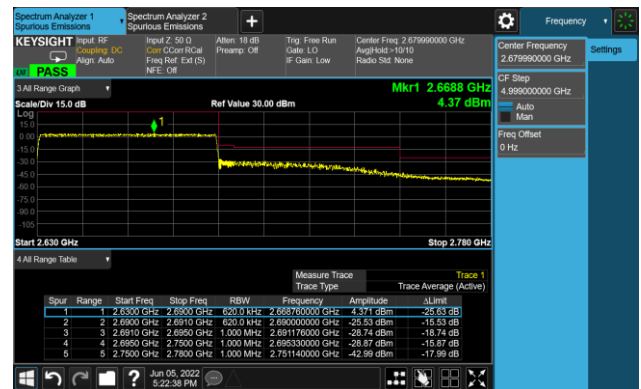 Spectrum Analyzer 1
Spurious Emissions
Spectrum Analyzer 2
Spurious Emissions
Frequency
KEYSIGHT
Input: RF
Coupling: DC
Align: Auto
Input Z: 50 Ω
Corr CCorr RCal
Freq Ref: Ext (S)
NFE: Off
Atten: 18 dB
Preamp: Off
Trig: Free Run
Gate: LO
IF Gain: Low
Center Freq: 2.679990000 GHz
Avg|Hold:>10/10
Radio Std: None
PASS
Center Frequency
2.679990000 GHz
Settings
CF Step
4.999000000 GHz
Auto
Man
Freq Offset
0 Hz
3 All Range Graph
Mkr1 2.6688 GHz
4.37 dBm
Scale/Div 15.0 dB
Ref Value 30.00 dBm
Log
15.0
0.00
-15.0
-30.0
-45.0
-60.0
-75.0
-90.0
-105
1
Start 2.630 GHz
Stop 2.780 GHz
4 All Range Table
Measure Trace
Trace 1
Trace Type
Trace Average (Active)
Spur Range Start Freq Stop Freq RBW Frequency Amplitude ΔLimit
1 1 2.6300 GHz 2.6900 GHz 620.0 kHz 2.668760000 GHz 4.371 dBm -25.63 dB
2 2 2.6900 GHz 2.6910 GHz 620.0 kHz 2.690000000 GHz -25.53 dBm -15.53 dB
3 3 2.6910 GHz 2.6950 GHz 1.000 MHz 2.691176000 GHz -28.74 dBm -18.74 dB
4 4 2.6950 GHz 2.7500 GHz 1.000 MHz 2.695330000 GHz -28.87 dBm -15.87 dB
5 5 2.7500 GHz 2.7800 GHz 1.000 MHz 2.751140000 GHz -42.99 dBm -17.99 dB
Jun 05, 2022
5:22:38 PM